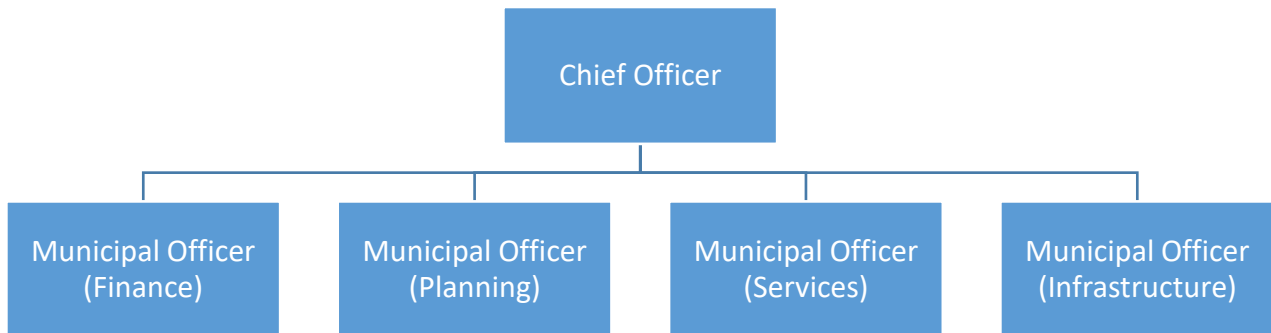 Chief Officer
Municipal Officer
(Finance)
Municipal Officer
(Planning)
Municipal Officer
(Services)
Municipal Officer
(Infrastructure)